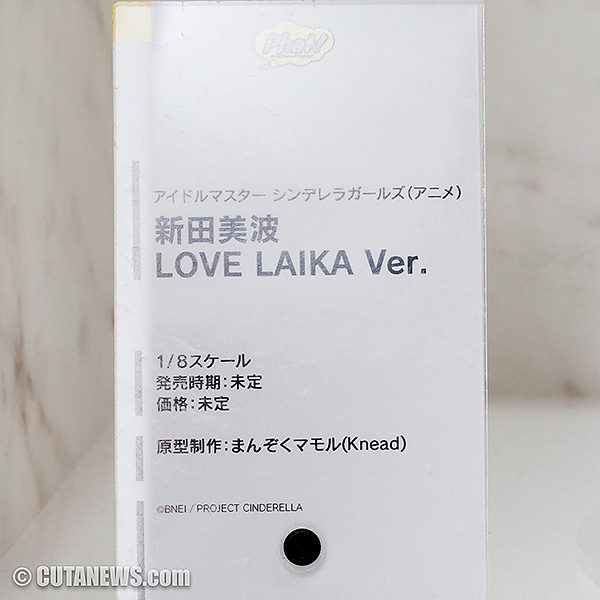 Phat!
アイドルマスター シンデレラガールズ(アニメ)
新田美波
LOVE LAIKA Ver.
1/8スケール
発売時期:未定
価格:未定
原型制作:まんぞくマモル(Knead)
©BNEI / PROJECT CINDERELLA
© CUTANEWS.com